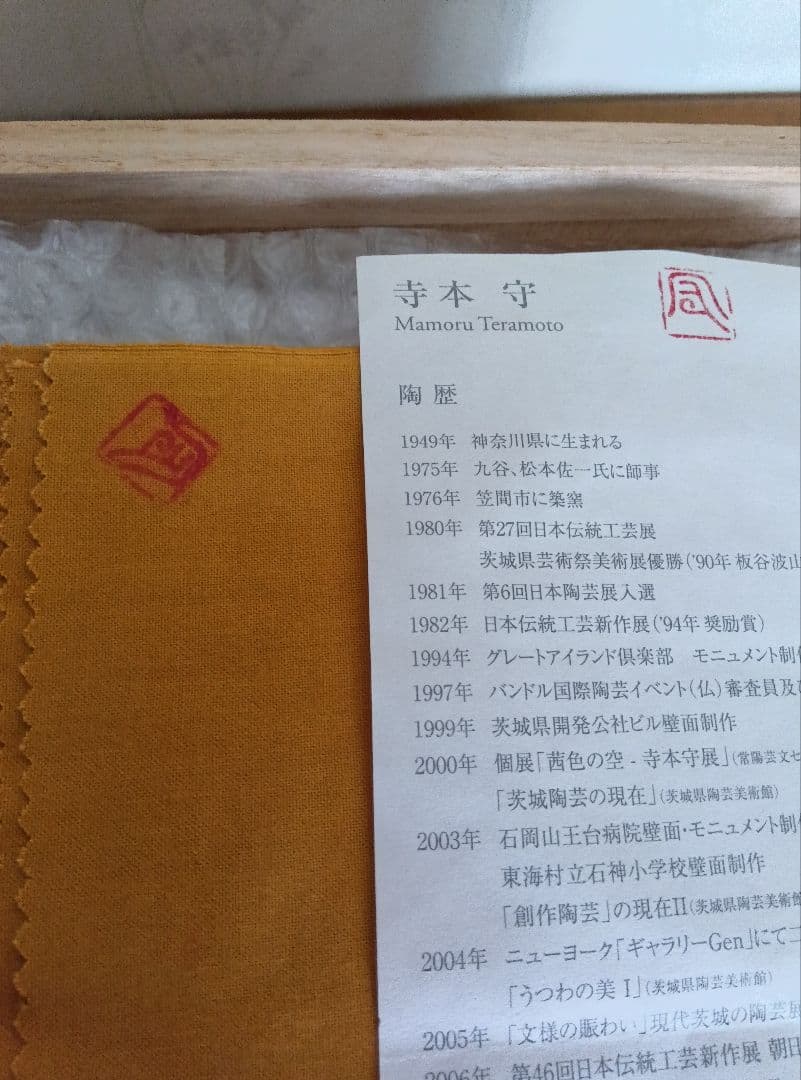 寺本 守
Mamoru Teramoto
陶 歴
1949年 神奈川県に生まれる
1975年 九谷、松本佐一氏に師事
1976年 笠間市に築窯
1980年 第27回日本伝統工芸展
茨城県芸術祭美術展優勝('90年 板谷波山
1981年 第6回日本陶芸展入選
1982年 日本伝統工芸新作展('94年 奨励賞)
1994年 グレートアイランド倶楽部 モニュメント制
1997年 バンドル国際陶芸イベント(仏)審査員及び
1999年 茨城県開発公社ビル壁面制作
2000年 個展「茜色の空 - 寺本守展」(常陽芸文セ
「茨城陶芸の現在」(茨城県陶芸美術館)
2003年 石岡山王台病院壁面・モニュメント制
東海村立石神小学校壁面制作
「創作陶芸」の現在II(茨城県陶芸美術館
2004年 ニューヨーク「ギャラリーGen」にて二
「うつわの美 I」(茨城県陶芸美術館)
2005年 「文様の賑わい」現代茨城の陶芸展
2006年 第46回日本伝統工芸新作展 朝日